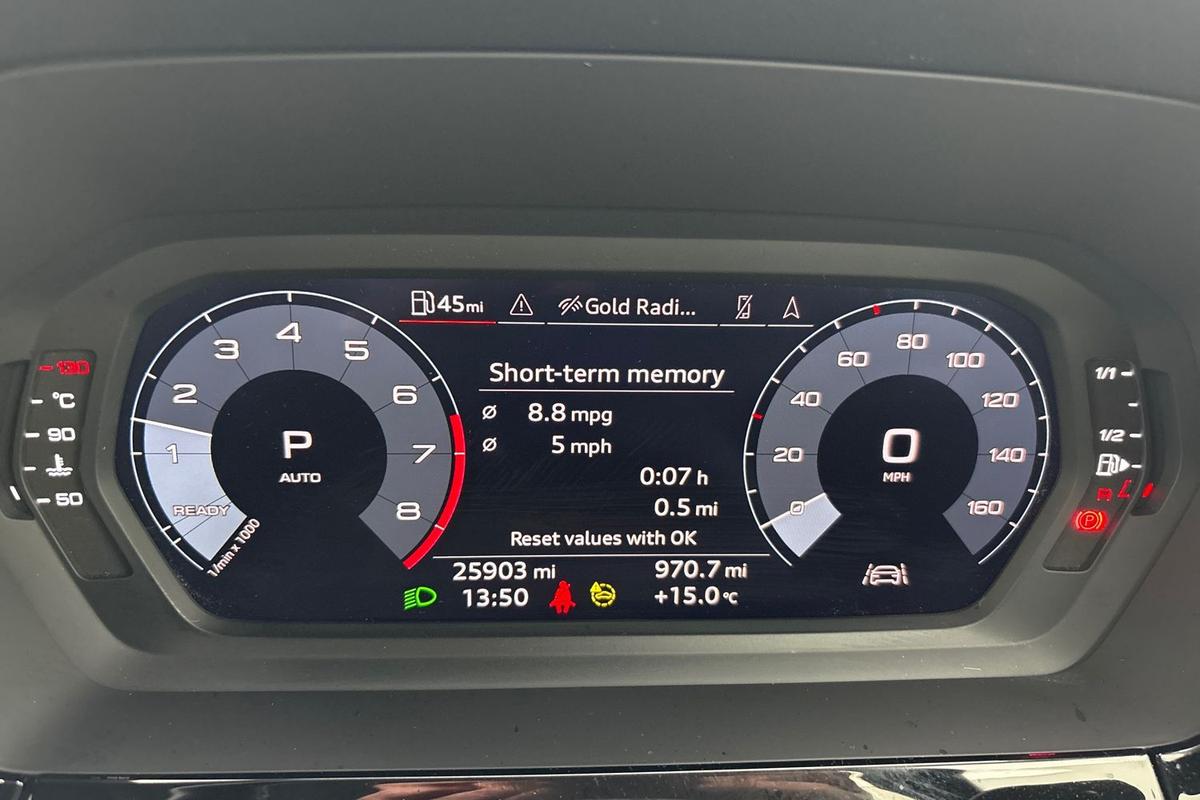 45 mi
Gold Radi...
Short-term memory
Ø 8.8 mpg
Ø 5 mph
0:07 h
0.5 mi
Reset values with OK
25903 mi 970.7 mi
13:50 +15.0 °C
1 2 3 4 5 6 7 8
P
AUTO
READY
1/min x 1000
0 20 40 60 80 100 120 140 160
0
MPH
130
°C
90
50
1/1
1/2
R
P